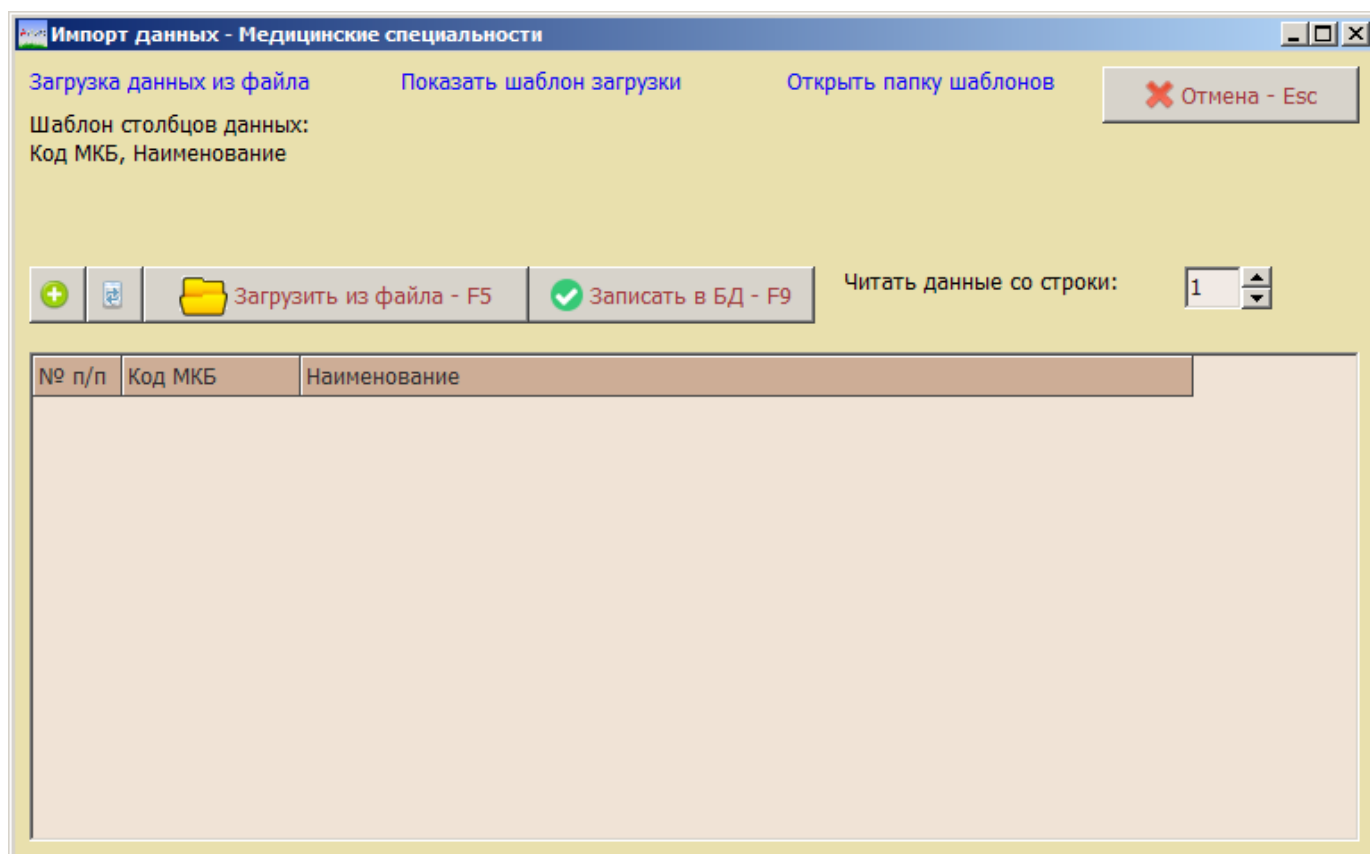 Импорт данных - Медицинские специальности
Загрузка данных из файла Показать шаблон загрузки Открыть папку шаблонов Отмена - Esc
Шаблон столбцов данных:
Код МКБ, Наименование
Загрузить из файла - F5 Записать в БД - F9 Читать данные со строки: 1
№ п/п Код МКБ Наименование